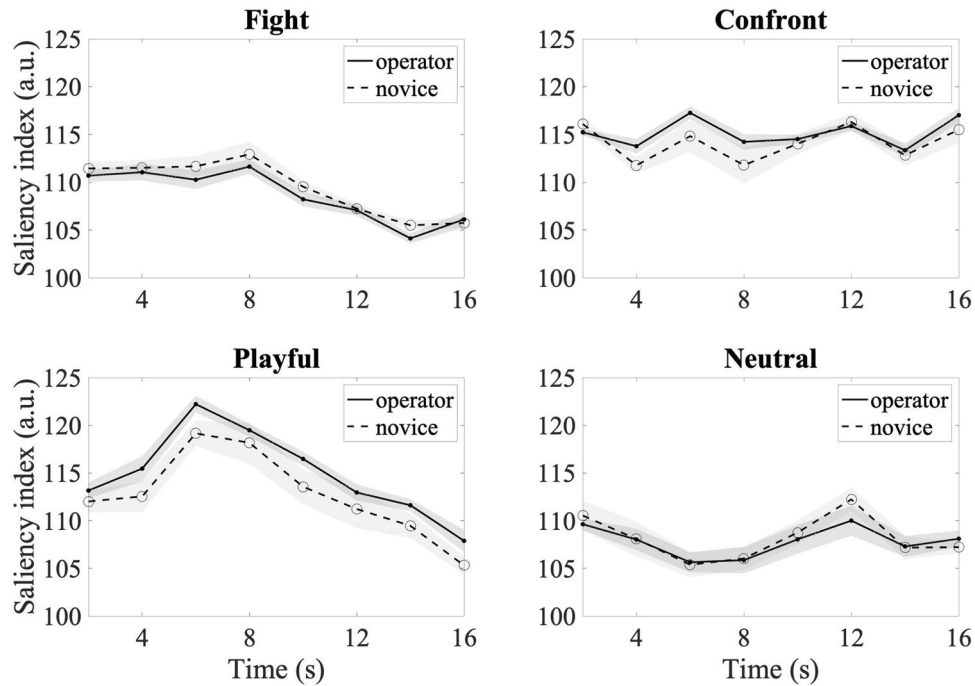 Fight
Saliency index (a.u.)
125
120
115
110
105
100
4
8
12
16
operator
novice
Confront
125
120
115
110
105
100
4
8
12
16
operator
novice
Playful
Saliency index (a.u.)
125
120
115
110
105
100
4
8
12
16
Time (s)
operator
novice
Neutral
125
120
115
110
105
100
4
8
12
16
Time (s)
operator
novice